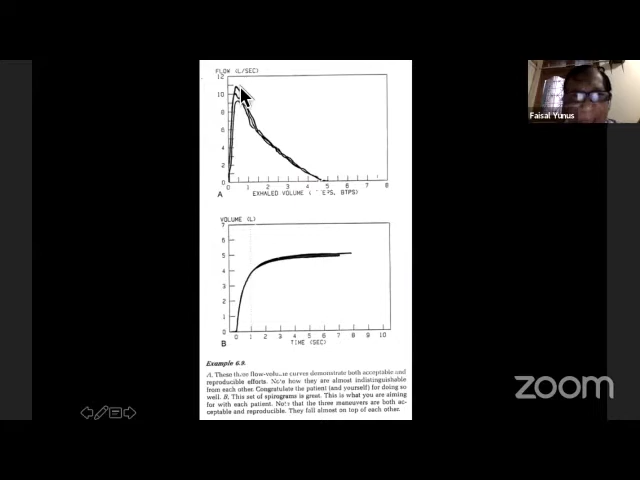 FLOW (L/SEC)
12
10
8
6
4
2
0
0 1 2 3 4 5 6 7 8
A EXHALED VOLUME ( BTPS)
VOLUME (L)
7
6
5
4
3
2
1
0
0 1 2 3 4 5 6 7 8 9 10
B TIME (SEC)
Example 6.9.
A. These three flow-volume curves demonstrate both acceptable and
reproducible efforts. Note how they are almost indistinguishable
from each other. Congratulate the patient (and yourself) for doing so
well. B. This set of spirograms is great. This is what you are aiming
for with each patient. Note that the three maneuvers are both ac-
ceptable and reproducible. They fall almost on top of each other.
Faisal Yunus
zoom